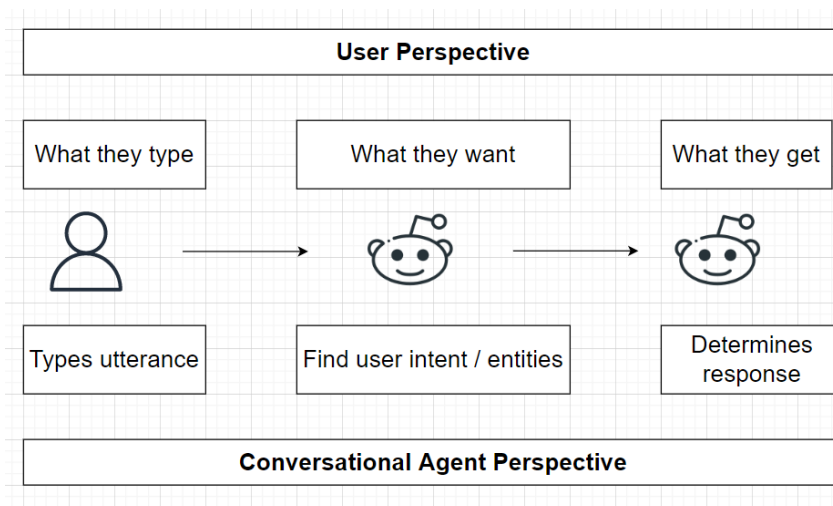 User Perspective
What they type
What they want
What they get
Types utterance
Find user intent / entities
Determines
response
Conversational Agent Perspective